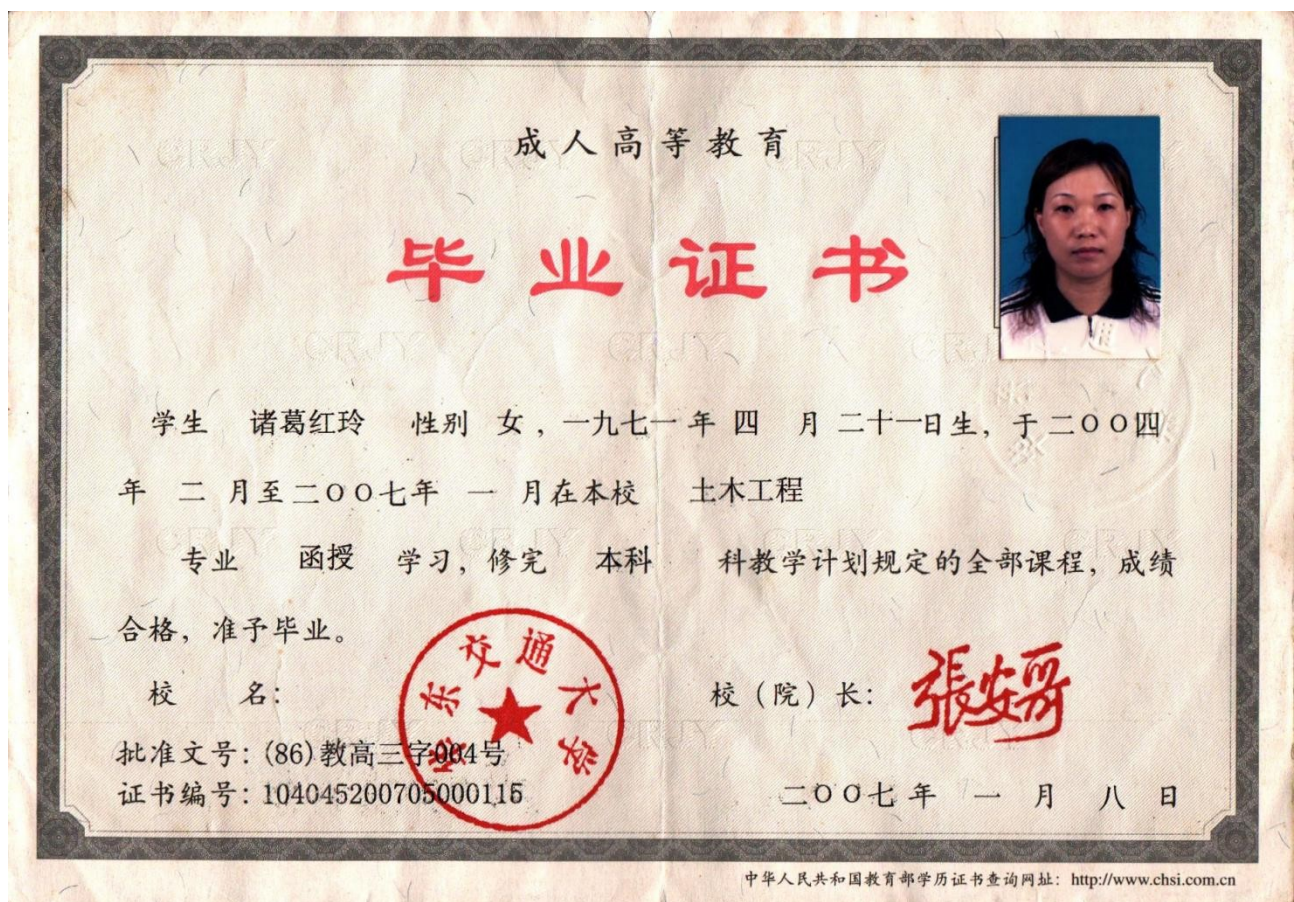 成人高等教育
毕业证书
学生 诸葛红玲 性别 女，一九七一年 四 月 二十一日生，于二〇〇四
年 二 月至二〇〇七年 一 月在本校 土木工程
专业 函授 学习，修完 本科 科教学计划规定的全部课程，成绩
合格，准予毕业。
校 名：
华东交通大学
校（院）长：
張安哥
批准文号：(86)教高三字004号
证书编号：104045200705000115
二〇〇七年 一 月 八 日
中华人民共和国教育部学历证书查询网址：http://www.chsi.com.cn
CRJY